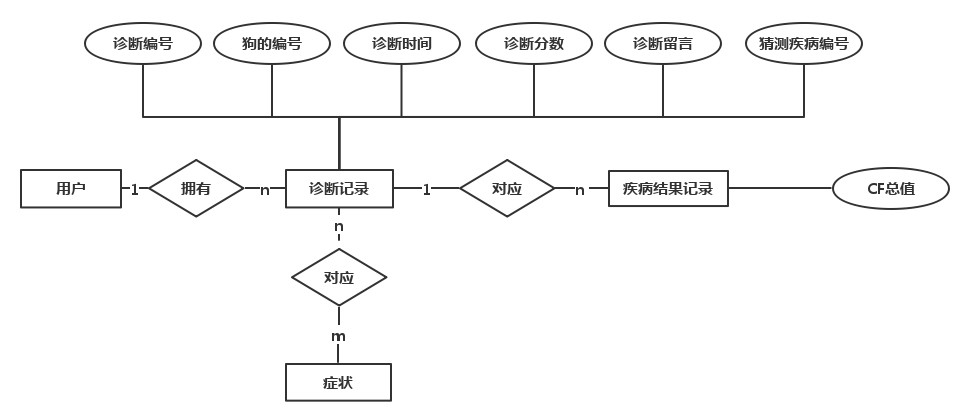 诊断编号
狗的编号
诊断时间
诊断分数
诊断留言
猜测疾病编号
用户
1
拥有
n
诊断记录
1
对应
n
疾病结果记录
CF总值
n
对应
m
症状